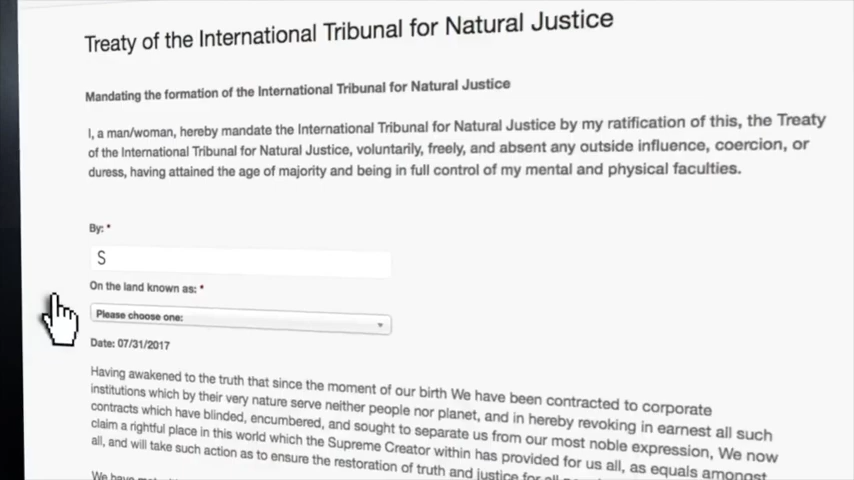 Treaty of the International Tribunal for Natural Justice
Mandating the formation of the International Tribunal for Natural Justice
I, a man/woman, hereby mandate the International Tribunal for Natural Justice by my ratification of this, the Treaty
of the International Tribunal for Natural Justice, voluntarily, freely, and absent any outside influence, coercion, or
duress, having attained the age of majority and being in full control of my mental and physical faculties.
By: *
S
On the land known as: *
Please choose one:
Date: 07/31/2017
Having awakened to the truth that since the moment of our birth We have been contracted to corporate
institutions which by their very nature serve neither people nor planet, and in hereby revoking in earnest all such
contracts which have blinded, encumbered, and sought to separate us from our most noble expression, We now
claim a rightful place in this world which the Supreme Creator within has provided for us all, as equals amongst
all, and will take such action as to ensure the restoration of truth and justice for all
We have